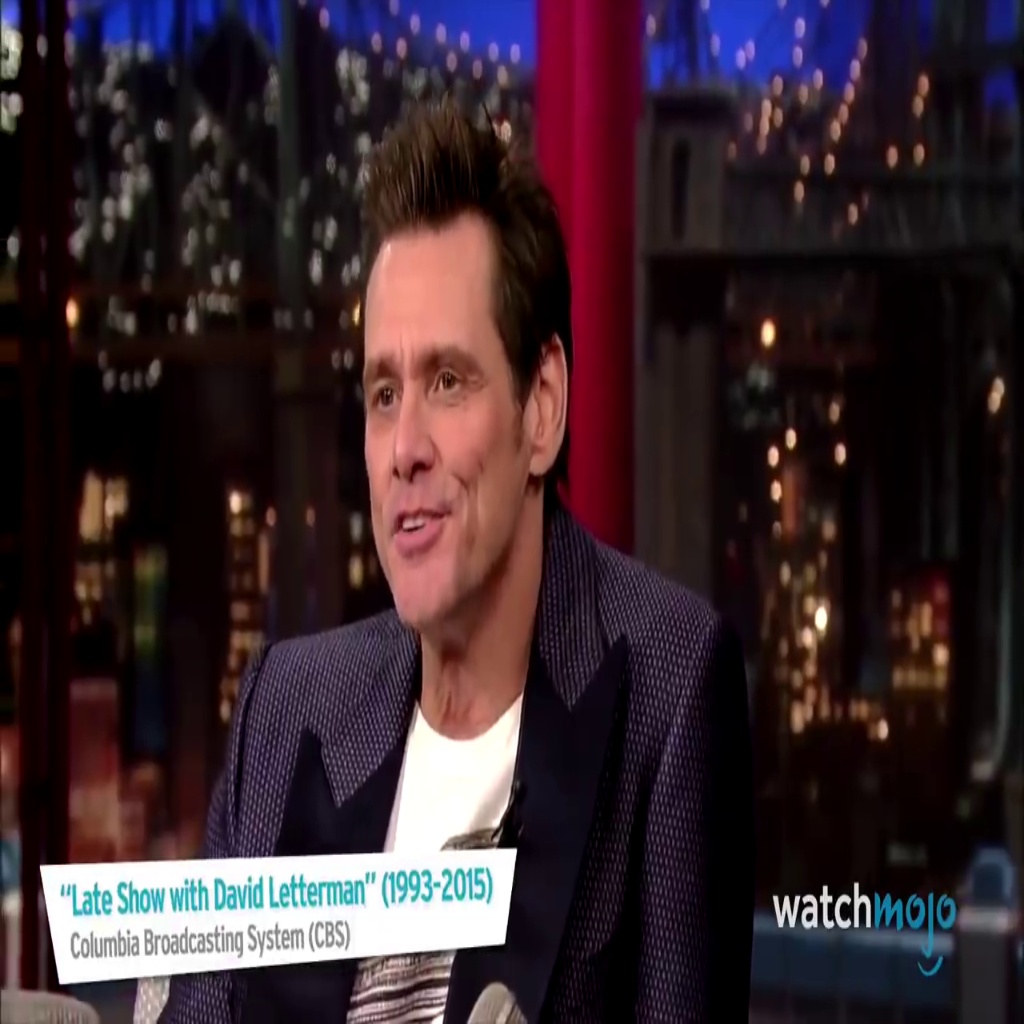 “Late Show with David Letterman” (1993-2015)
Columbia Broadcasting System (CBS)
watchmojo